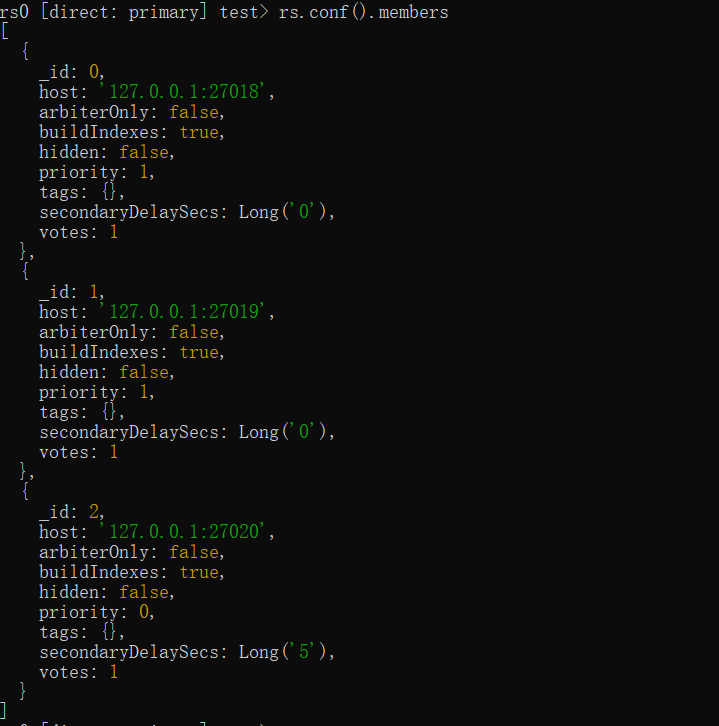 rs0 [direct: primary] test> rs.conf().members
[
  {
    _id: 0,
    host: '127.0.0.1:27018',
    arbiterOnly: false,
    buildIndexes: true,
    hidden: false,
    priority: 1,
    tags: {},
    secondaryDelaySecs: Long('0'),
    votes: 1
  },
  {
    _id: 1,
    host: '127.0.0.1:27019',
    arbiterOnly: false,
    buildIndexes: true,
    hidden: false,
    priority: 1,
    tags: {},
    secondaryDelaySecs: Long('0'),
    votes: 1
  },
  {
    _id: 2,
    host: '127.0.0.1:27020',
    arbiterOnly: false,
    buildIndexes: true,
    hidden: false,
    priority: 0,
    tags: {},
    secondaryDelaySecs: Long('5'),
    votes: 1
  }
]